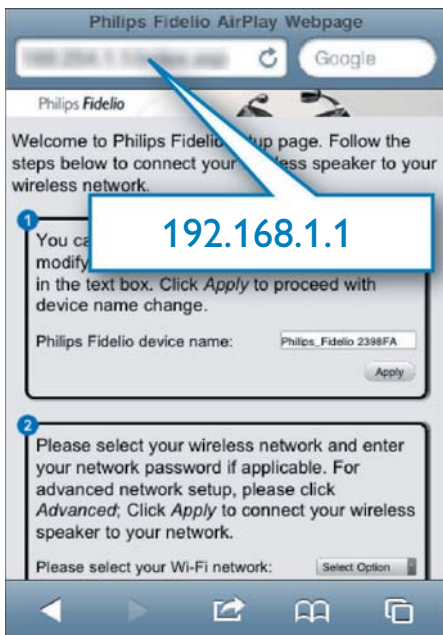 Philips Fidelio AirPlay Webpage
Google
Philips Fidelio
Welcome to Philips Fidelio up page. Follow the
steps below to connect your wireless speaker to your
wireless network.
192.168.1.1
1
You
modify
in the text box. Click Apply to proceed with
device name change.
Philips Fidelio device name: Philips_Fidelio 2398FA
Apply
2
Please select your wireless network and enter
your network password if applicable. For
advanced network setup, please click
Advanced; Click Apply to connect your wireless
speaker to your network.
Please select your Wi-Fi network: Select Option